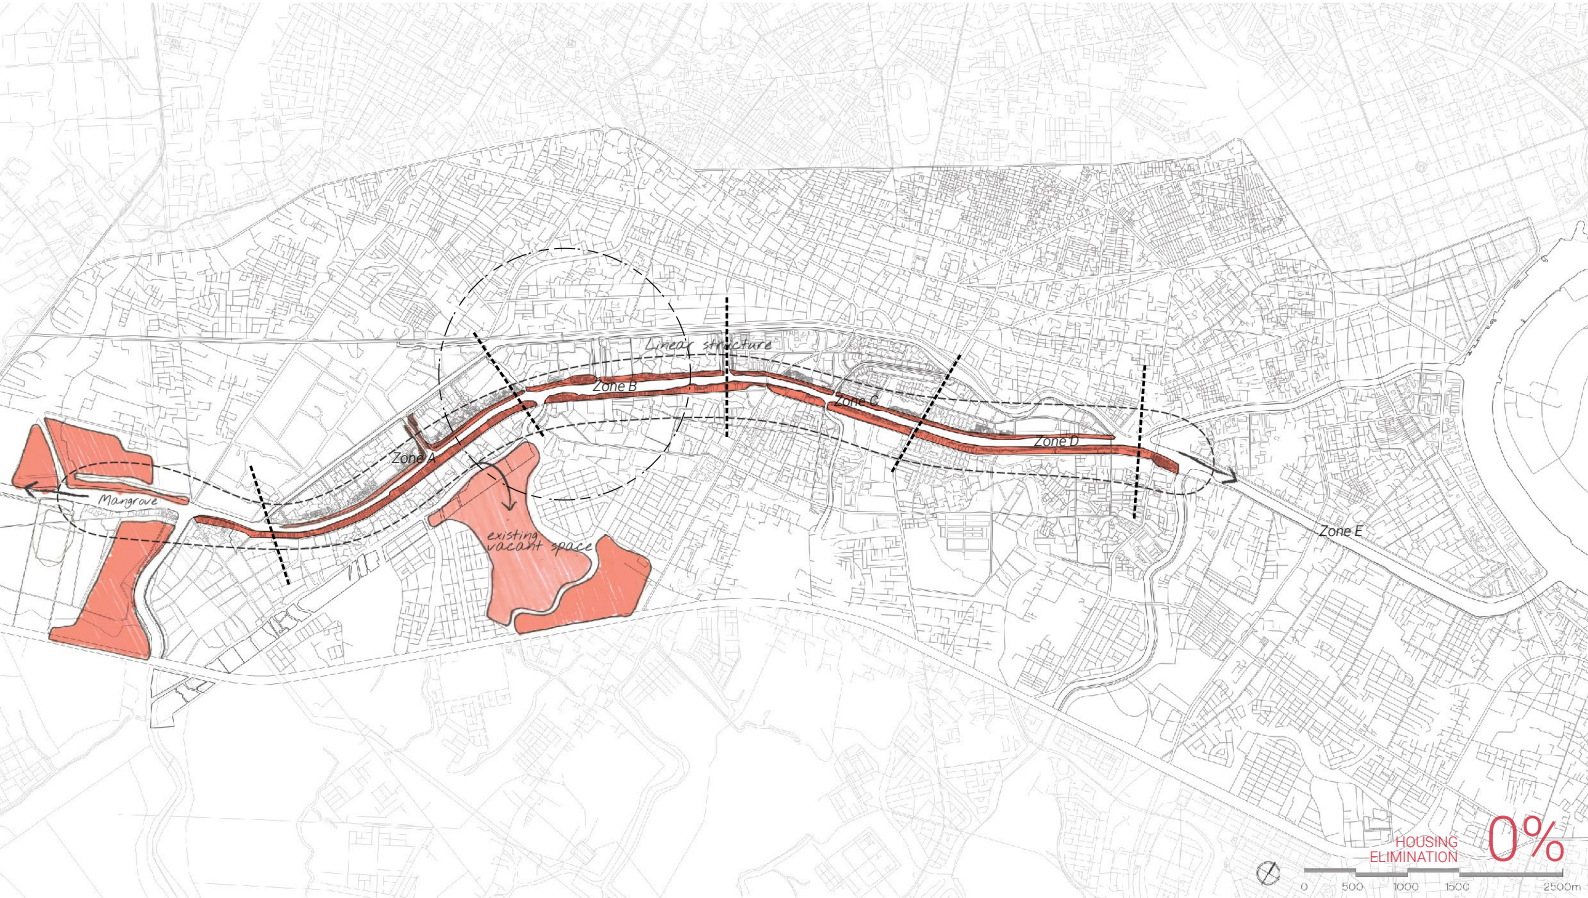 Linear structure
Zone B
Zone C
Zone D
Zone A
Mangrove
existing
vacant space
Zone E
HOUSING
ELIMINATION
0%
0 500 1000 1500 2500m